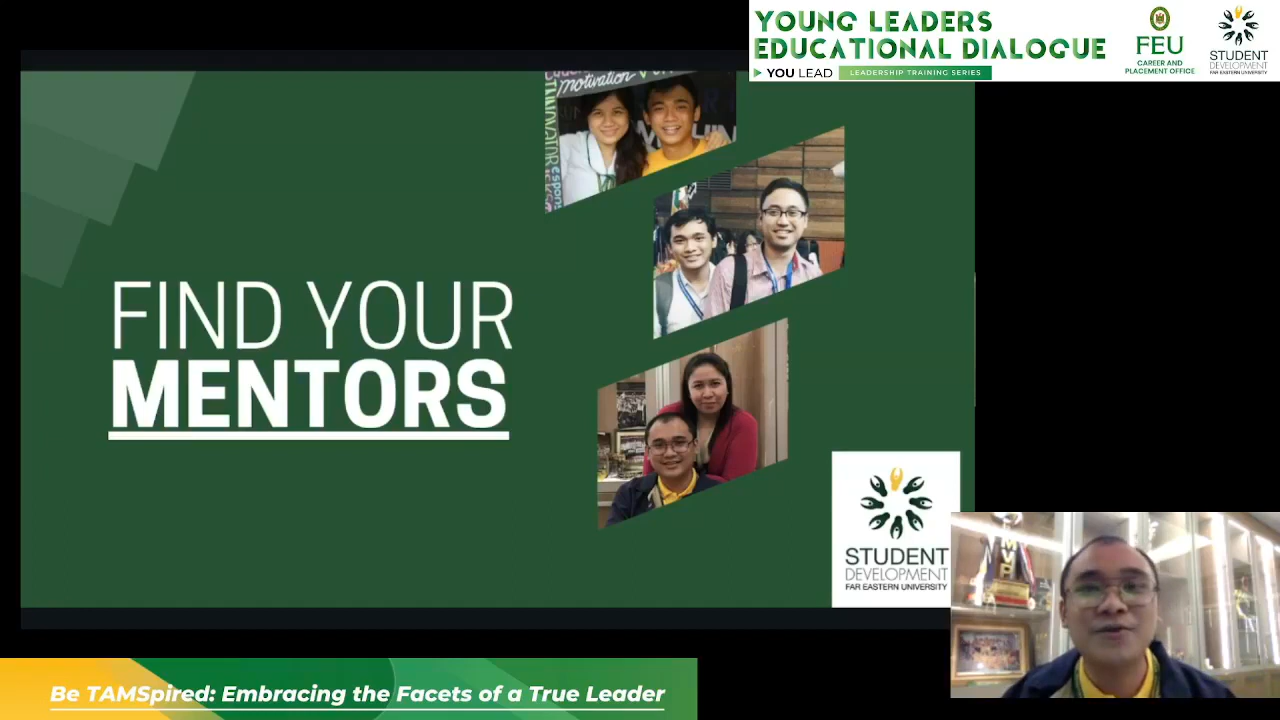 YOUNG LEADERS
EDUCATIONAL DIALOGUE
YOU LEAD
LEADERSHIP TRAINING SERIES
FEU
CAREER AND
PLACEMENT OFFICE
STUDENT
DEVELOPMENT
FAR EASTERN UNIVERSITY
motivation
FIND YOUR
MENTORS
STUDENT
DEVELOPMENT
FAR EASTERN UNIVERSITY
MVP
Be TAMSpired: Embracing the Facets of a True Leader